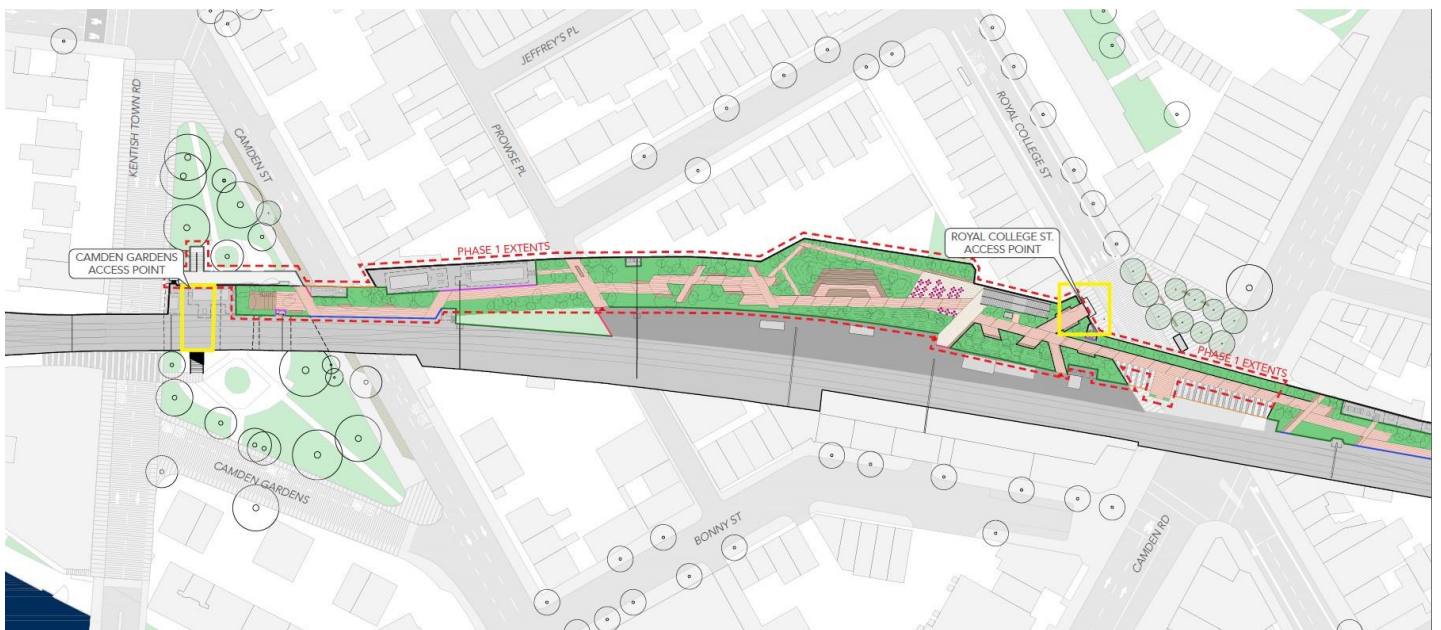 JEFFREY'S PL
KENTISH TOWN RD
CAMDEN ST
PROWSE PL
ROYAL COLLEGE ST
CAMDEN GARDENS
ACCESS POINT
PHASE 1 EXTENTS
ROYAL COLLEGE ST.
ACCESS POINT
PHASE 1 EXTENTS
CAMDEN GARDENS
BONNY ST
CAMDEN RD